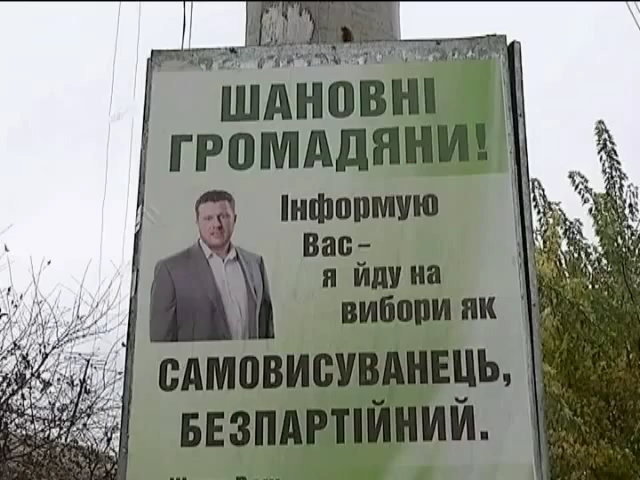 ШАНОВНІ
ГРОМАДЯНИ!
Інформую
Вас –
я йду на
вибори як
САМОВИСУВАНЕЦЬ,
БЕЗПАРТІЙНИЙ.